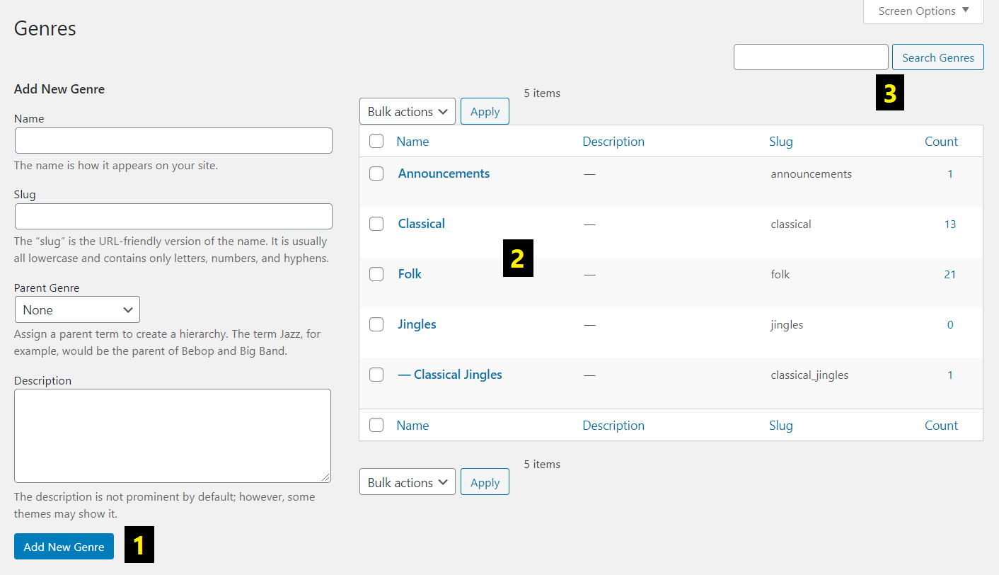 Screen Options
Genres
Search Genres
3
Add New Genre
Name
The name is how it appears on your site.
Slug
The “slug” is the URL-friendly version of the name. It is usually
all lowercase and contains only letters, numbers, and hyphens.
Parent Genre
None
Assign a parent term to create a hierarchy. The term Jazz, for
example, would be the parent of Bebop and Big Band.
Description
The description is not prominent by default; however, some
themes may show it.
Add New Genre
1
Bulk actions Apply 5 items
Name Description Slug Count
Announcements — announcements 1
Classical — classical 13
2
Folk — folk 21
Jingles — jingles 0
— Classical Jingles — classical_jingles 1
Name Description Slug Count
Bulk actions Apply 5 items